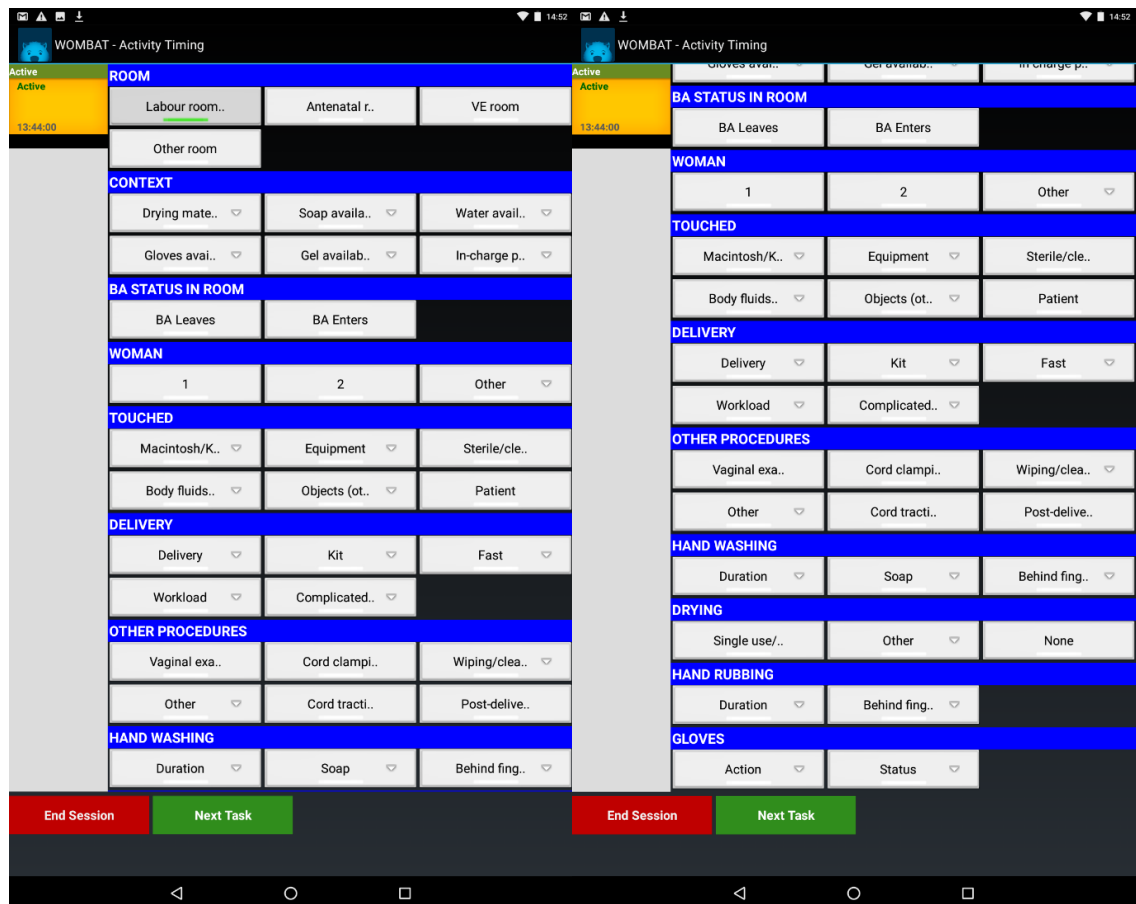 14:52
WOMBAT - Activity Timing
Active
Active
13:44:00
ROOM
Labour room.. Antenatal r.. VE room
Other room
CONTEXT
Drying mate.. Soap availa.. Water avail..
Gloves avai.. Gel availab.. In-charge p..
BA STATUS IN ROOM
BA Leaves BA Enters
WOMAN
1 2 Other
TOUCHED
Macintosh/K.. Equipment Sterile/cle..
Body fluids.. Objects (ot.. Patient
DELIVERY
Delivery Kit Fast
Workload Complicated..
OTHER PROCEDURES
Vaginal exa.. Cord clampi.. Wiping/clea..
Other Cord tracti.. Post-delive..
HAND WASHING
Duration Soap Behind fing..
End Session Next Task
14:52
WOMBAT - Activity Timing
Active
Active
13:44:00
Gloves avai.. Gel availab.. In-charge p..
BA STATUS IN ROOM
BA Leaves BA Enters
WOMAN
1 2 Other
TOUCHED
Macintosh/K.. Equipment Sterile/cle..
Body fluids.. Objects (ot.. Patient
DELIVERY
Delivery Kit Fast
Workload Complicated..
OTHER PROCEDURES
Vaginal exa.. Cord clampi.. Wiping/clea..
Other Cord tracti.. Post-delive..
HAND WASHING
Duration Soap Behind fing..
DRYING
Single use/.. Other None
HAND RUBBING
Duration Behind fing..
GLOVES
Action Status
End Session Next Task